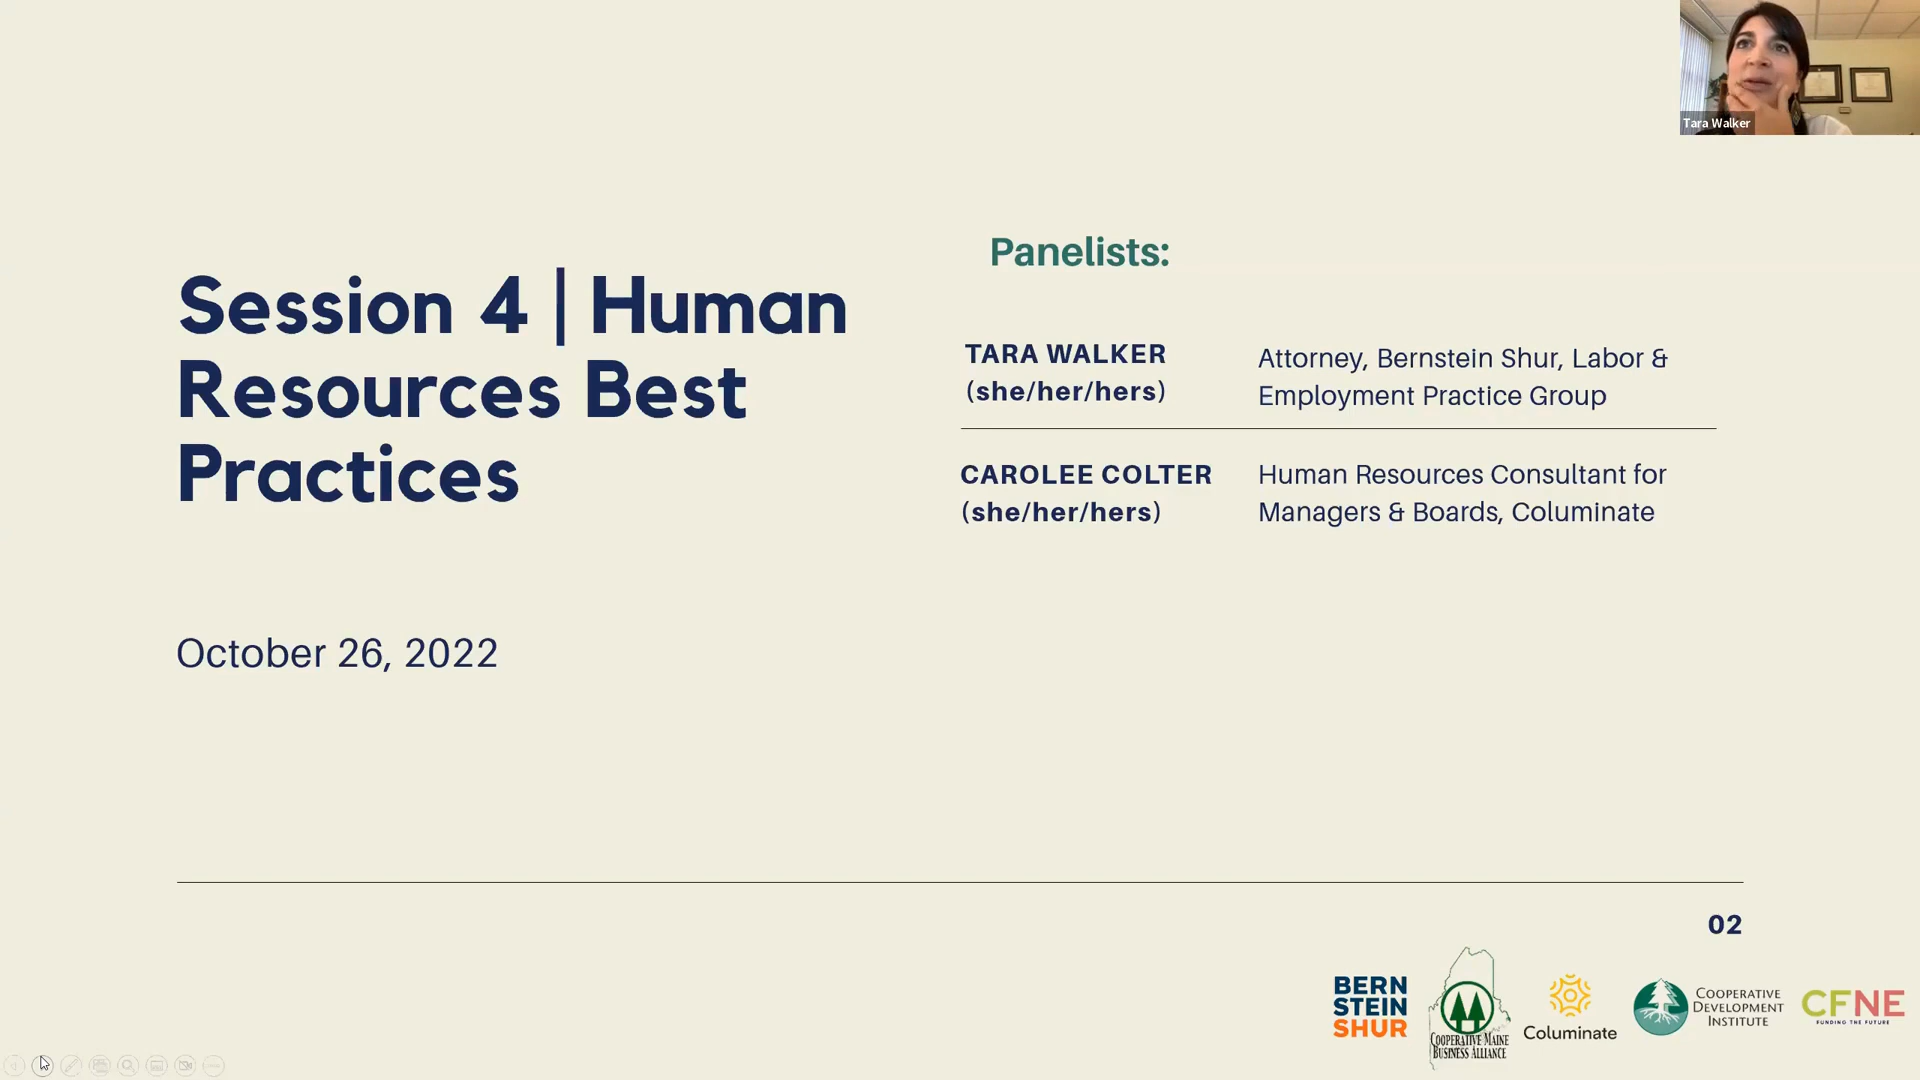 Tara Walker
Session 4 | Human
Resources Best
Practices
October 26, 2022
Panelists:
TARA WALKER
(she/her/hers)
Attorney, Bernstein Shur, Labor &
Employment Practice Group
CAROLEE COLTER
(she/her/hers)
Human Resources Consultant for
Managers & Boards, Columinate
02
BERN
STEIN
SHUR
COOPERATIVE MAINE
BUSINESS ALLIANCE
Columinate
COOPERATIVE
DEVELOPMENT
INSTITUTE
CFNE
FUNDING THE FUTURE